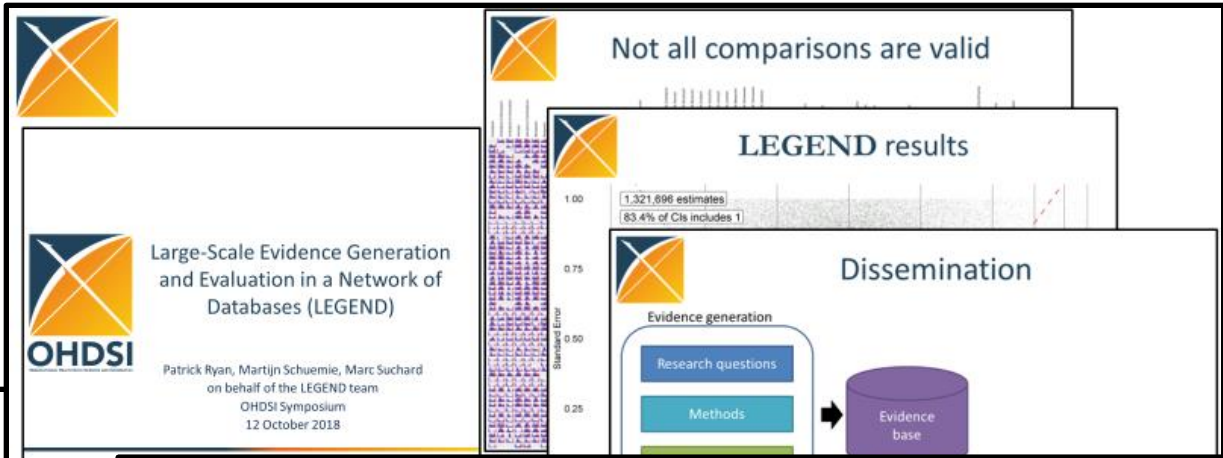 Large-Scale Evidence Generation
and Evaluation in a Network of
Databases (LEGEND)
OHDSI
Patrick Ryan, Martijn Schuemie, Marc Suchard
on behalf of the LEGEND team
OHDSI Symposium
12 October 2018
Not all comparisons are valid
LEGEND results
1.00
1,321,696 estimates
83.4% of CIs includes 1
0.75
Standard Error
0.50
0.25
Dissemination
Evidence generation
Research questions
Methods
Evidence
base